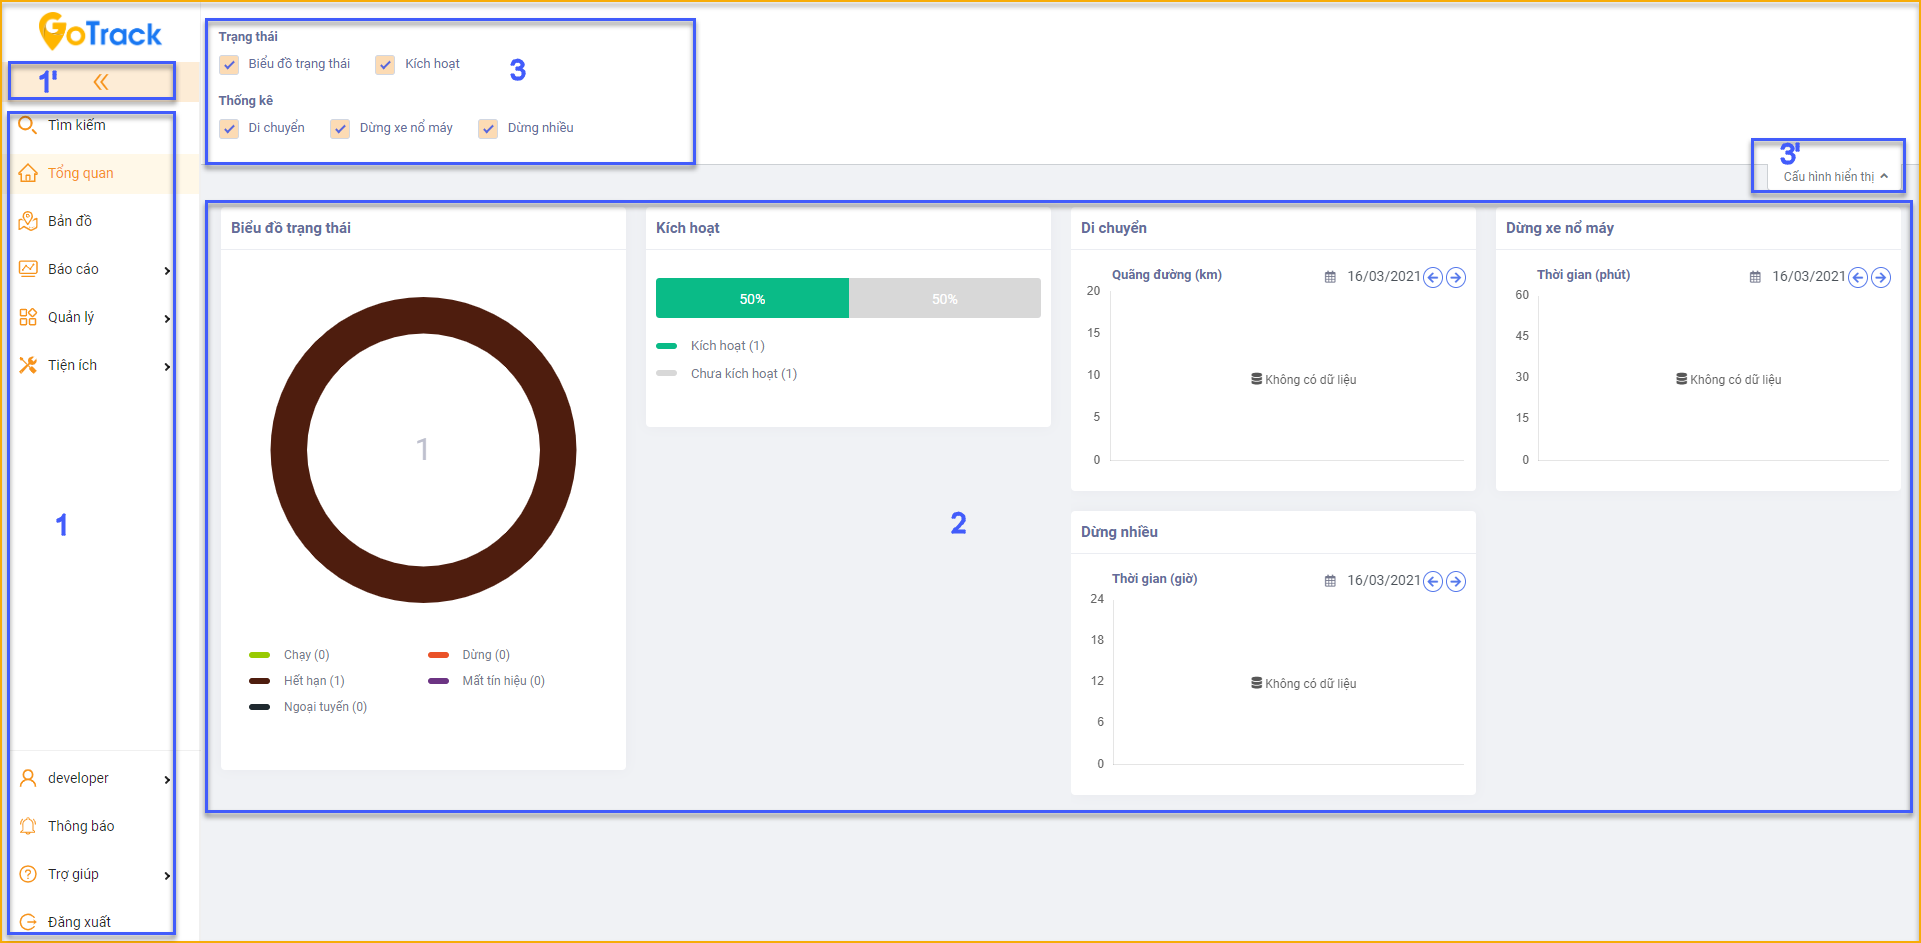 GoTrack
1'
Tìm kiếm
Tổng quan
Bản đồ
Báo cáo
Quản lý
Tiện ích
1
developer
Thông báo
Trợ giúp
Đăng xuất
Trạng thái
Biểu đồ trạng thái Kích hoạt
3
Thống kê
Di chuyển Dừng xe nổ máy Dừng nhiều
3'
Cấu hình hiển thị
Biểu đồ trạng thái
1
Chạy (0) Dừng (0)
Hết hạn (1) Mất tín hiệu (0)
Ngoại tuyến (0)
Kích hoạt
50% 50%
Kích hoạt (1)
Chưa kích hoạt (1)
2
Di chuyển
Quãng đường (km) 16/03/2021
20
15
10
Không có dữ liệu
5
0
Dừng xe nổ máy
Thời gian (phút) 16/03/2021
60
45
30
Không có dữ liệu
15
0
Dừng nhiều
Thời gian (giờ) 16/03/2021
24
18
12
Không có dữ liệu
6
0